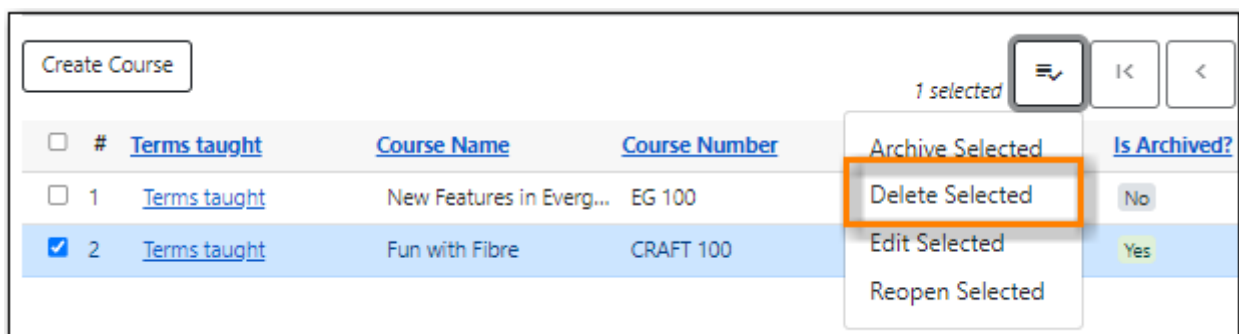 Create Course
1 selected
# Terms taught Course Name Course Number Is Archived?
1 Terms taught New Features in Everg... EG 100 No
2 Terms taught Fun with Fibre CRAFT 100 Yes
Archive Selected
Delete Selected
Edit Selected
Reopen Selected